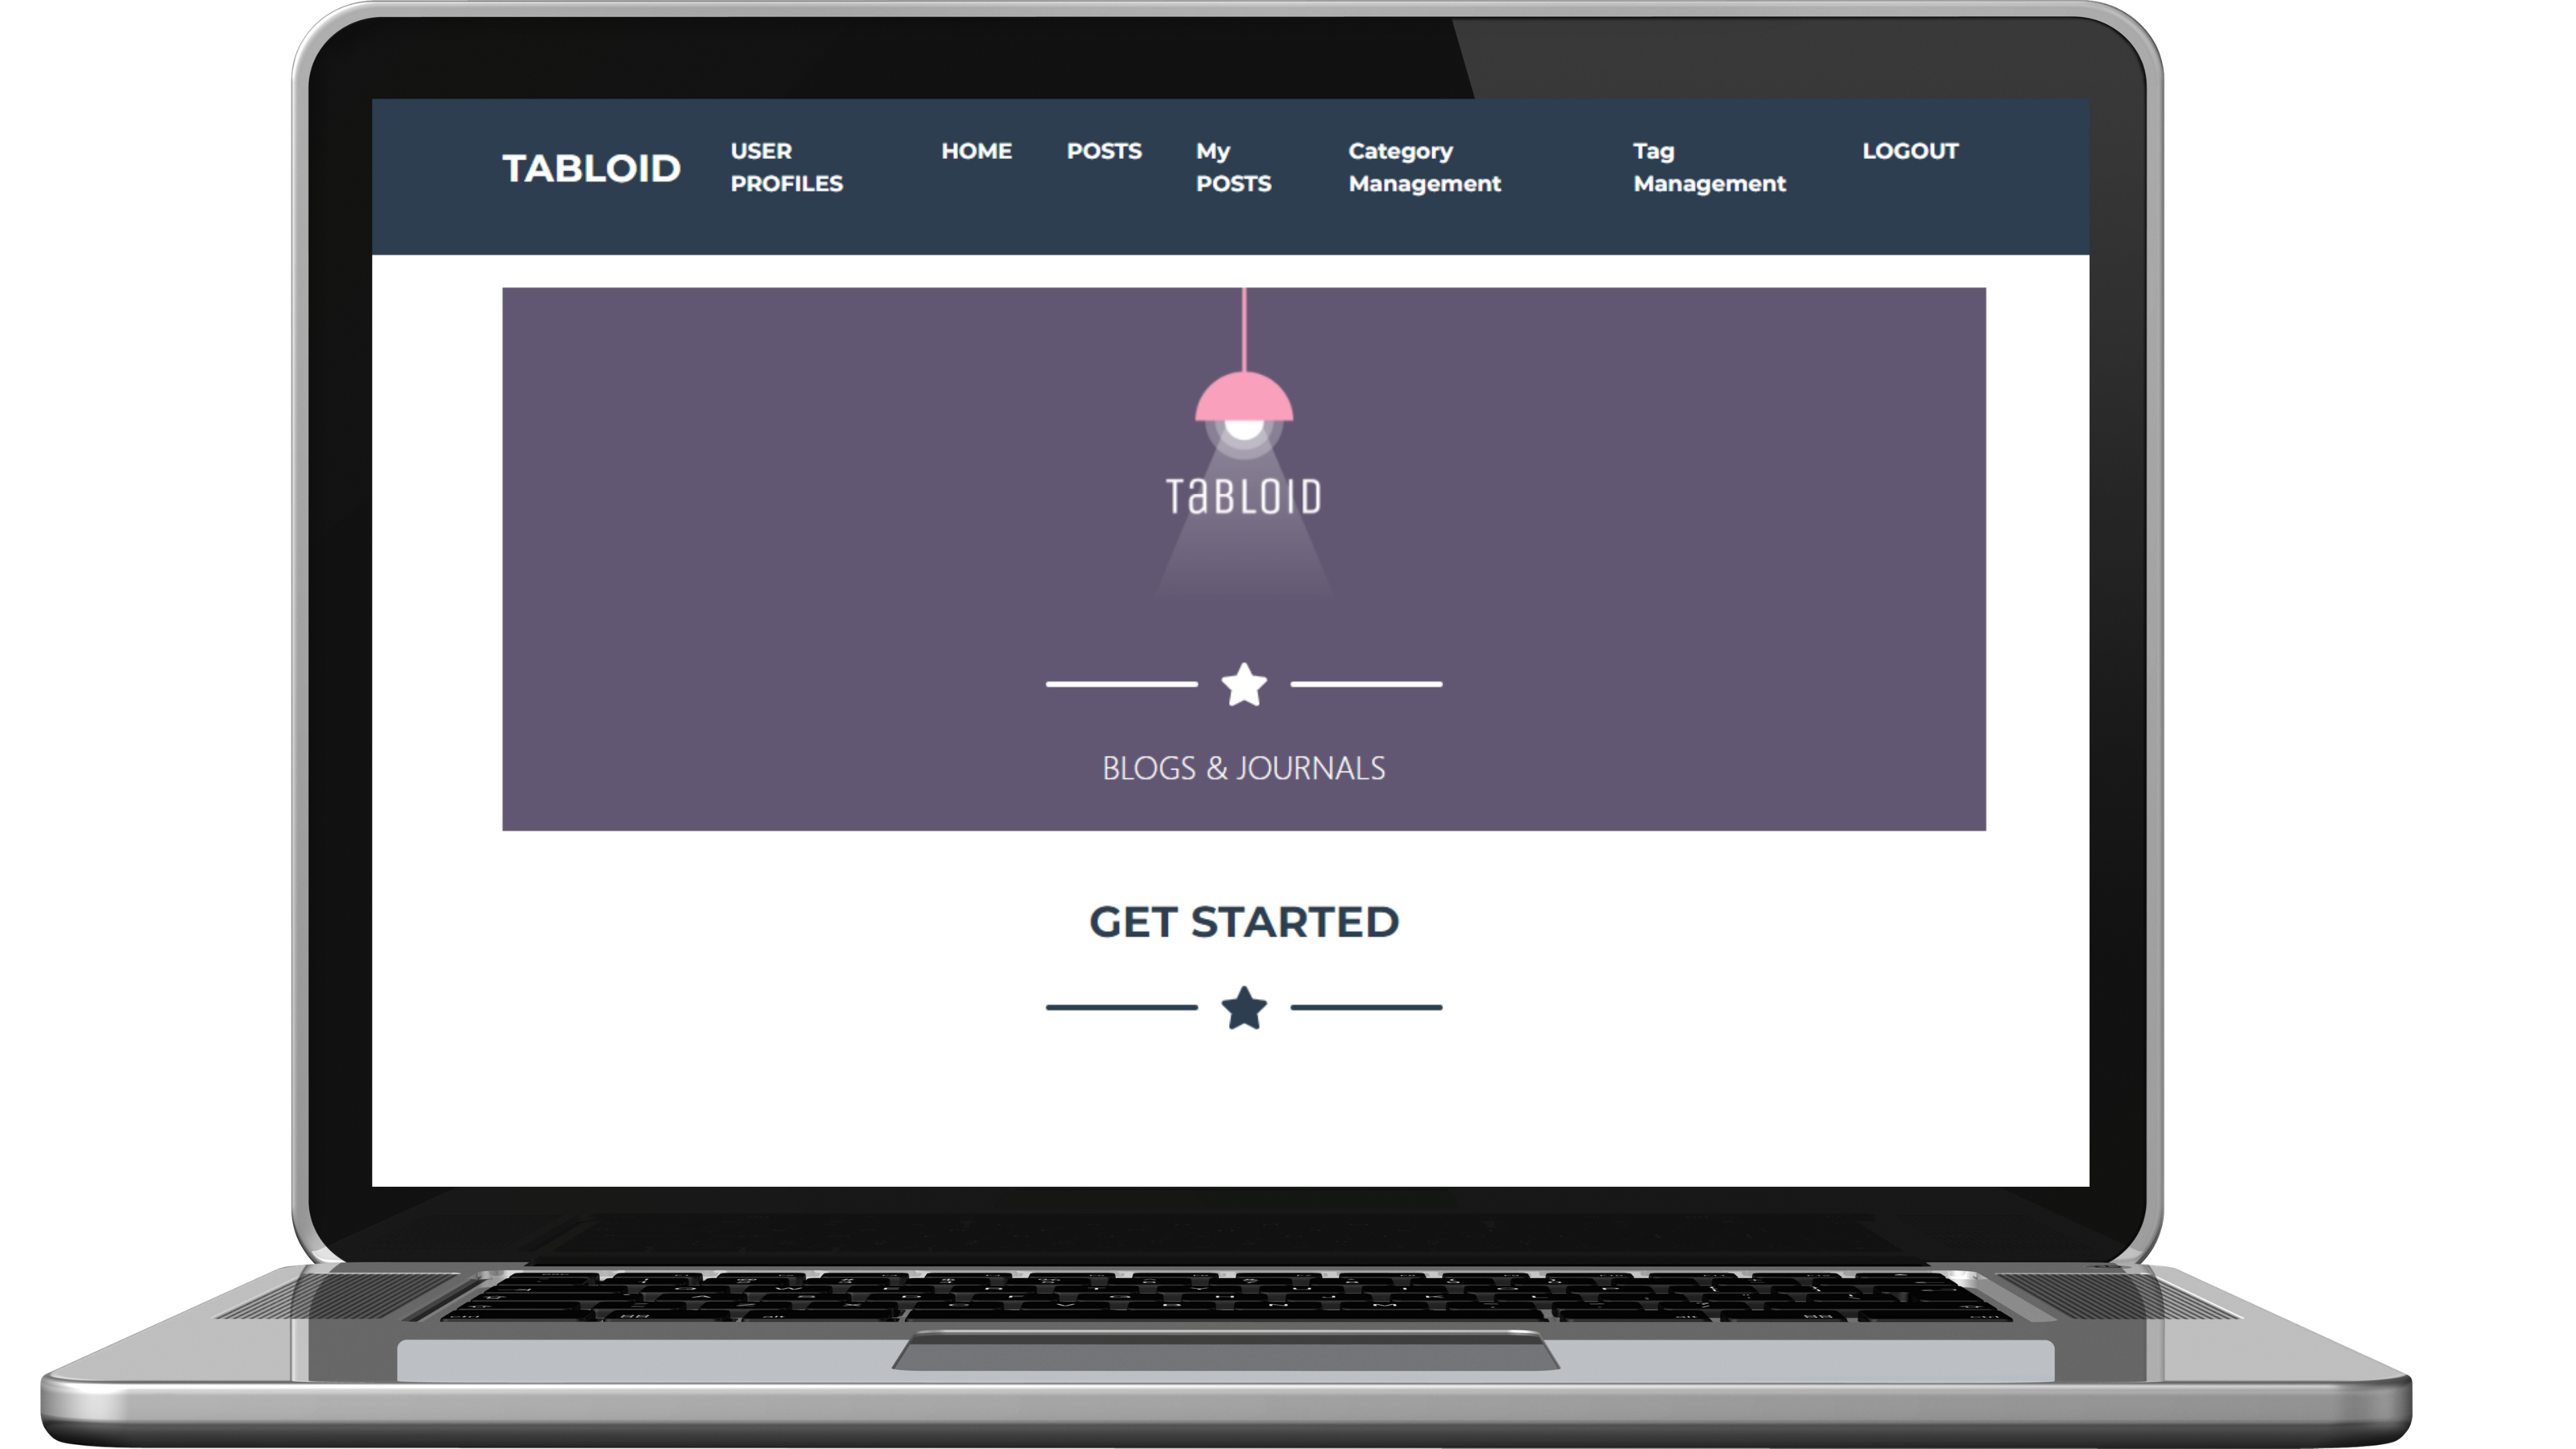 TABLOID
USER
PROFILES
HOME
POSTS
My
POSTS
Category
Management
Tag
Management
LOGOUT
TaBLOID
BLOGS & JOURNALS
GET STARTED